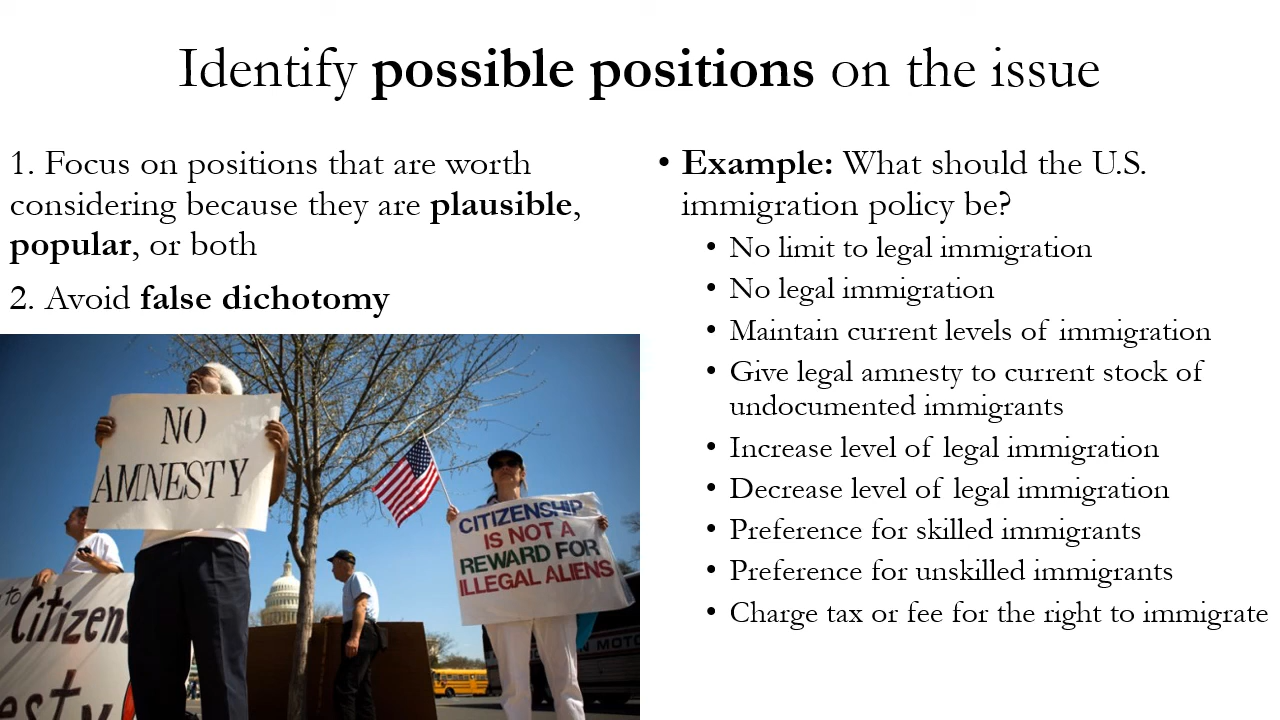 Identify possible positions on the issue
1. Focus on positions that are worth
considering because they are plausible,
popular, or both
2. Avoid false dichotomy
NO
AMNESTY
CITIZENSHIP
IS NOT A
REWARD FOR
ILLEGAL ALIENS
to
Citizen
• Example: What should the U.S.
immigration policy be?
• No limit to legal immigration
• No legal immigration
• Maintain current levels of immigration
• Give legal amnesty to current stock of
undocumented immigrants
• Increase level of legal immigration
• Decrease level of legal immigration
• Preference for skilled immigrants
• Preference for unskilled immigrants
• Charge tax or fee for the right to immigrate